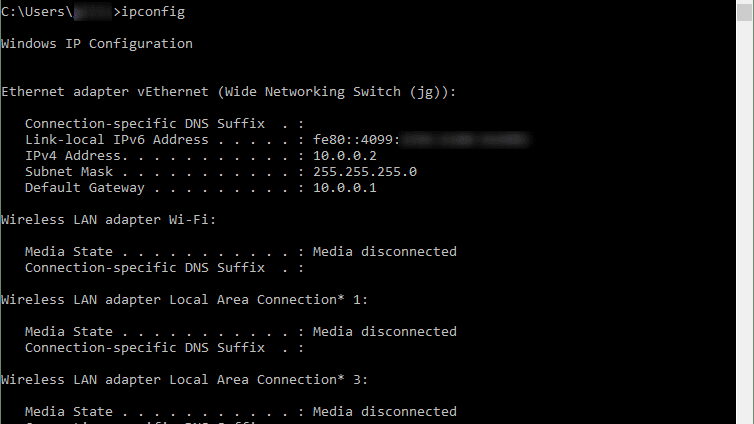 C:\Users\ >ipconfig
Windows IP Configuration
Ethernet adapter vEthernet (Wide Networking Switch (jg)):
Connection-specific DNS Suffix  . :
Link-local IPv6 Address . . . . . : fe80::4099:
IPv4 Address. . . . . . . . . . . : 10.0.0.2
Subnet Mask . . . . . . . . . . . : 255.255.255.0
Default Gateway . . . . . . . . . : 10.0.0.1
Wireless LAN adapter Wi-Fi:
Media State . . . . . . . . . . . : Media disconnected
Connection-specific DNS Suffix  . :
Wireless LAN adapter Local Area Connection* 1:
Media State . . . . . . . . . . . : Media disconnected
Connection-specific DNS Suffix  . :
Wireless LAN adapter Local Area Connection* 3:
Media State . . . . . . . . . . . : Media disconnected